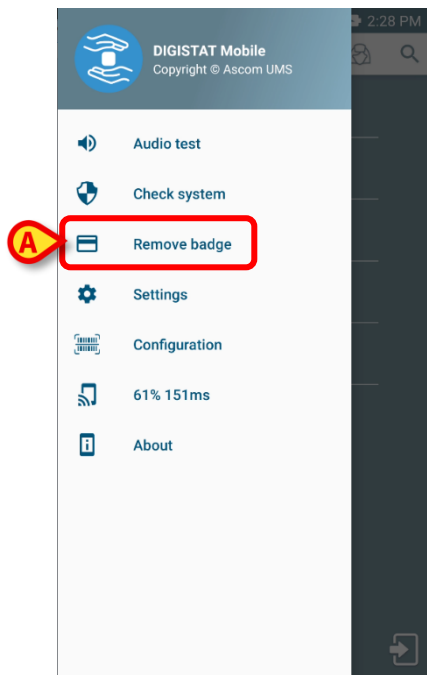 2:28 PM
DIGISTAT Mobile
Copyright © Ascom UMS
Audio test
Check system
A
Remove badge
Settings
Configuration
61% 151ms
About